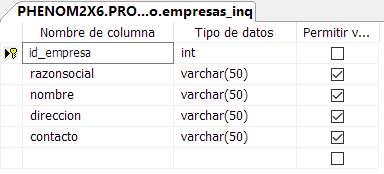 PHENOM2X6.PRO...o.empresas_inq
Nombre de columna Tipo de datos Permitir v...
id_empresa int
razonsocial varchar(50)
nombre varchar(50)
direccion varchar(50)
contacto varchar(50)